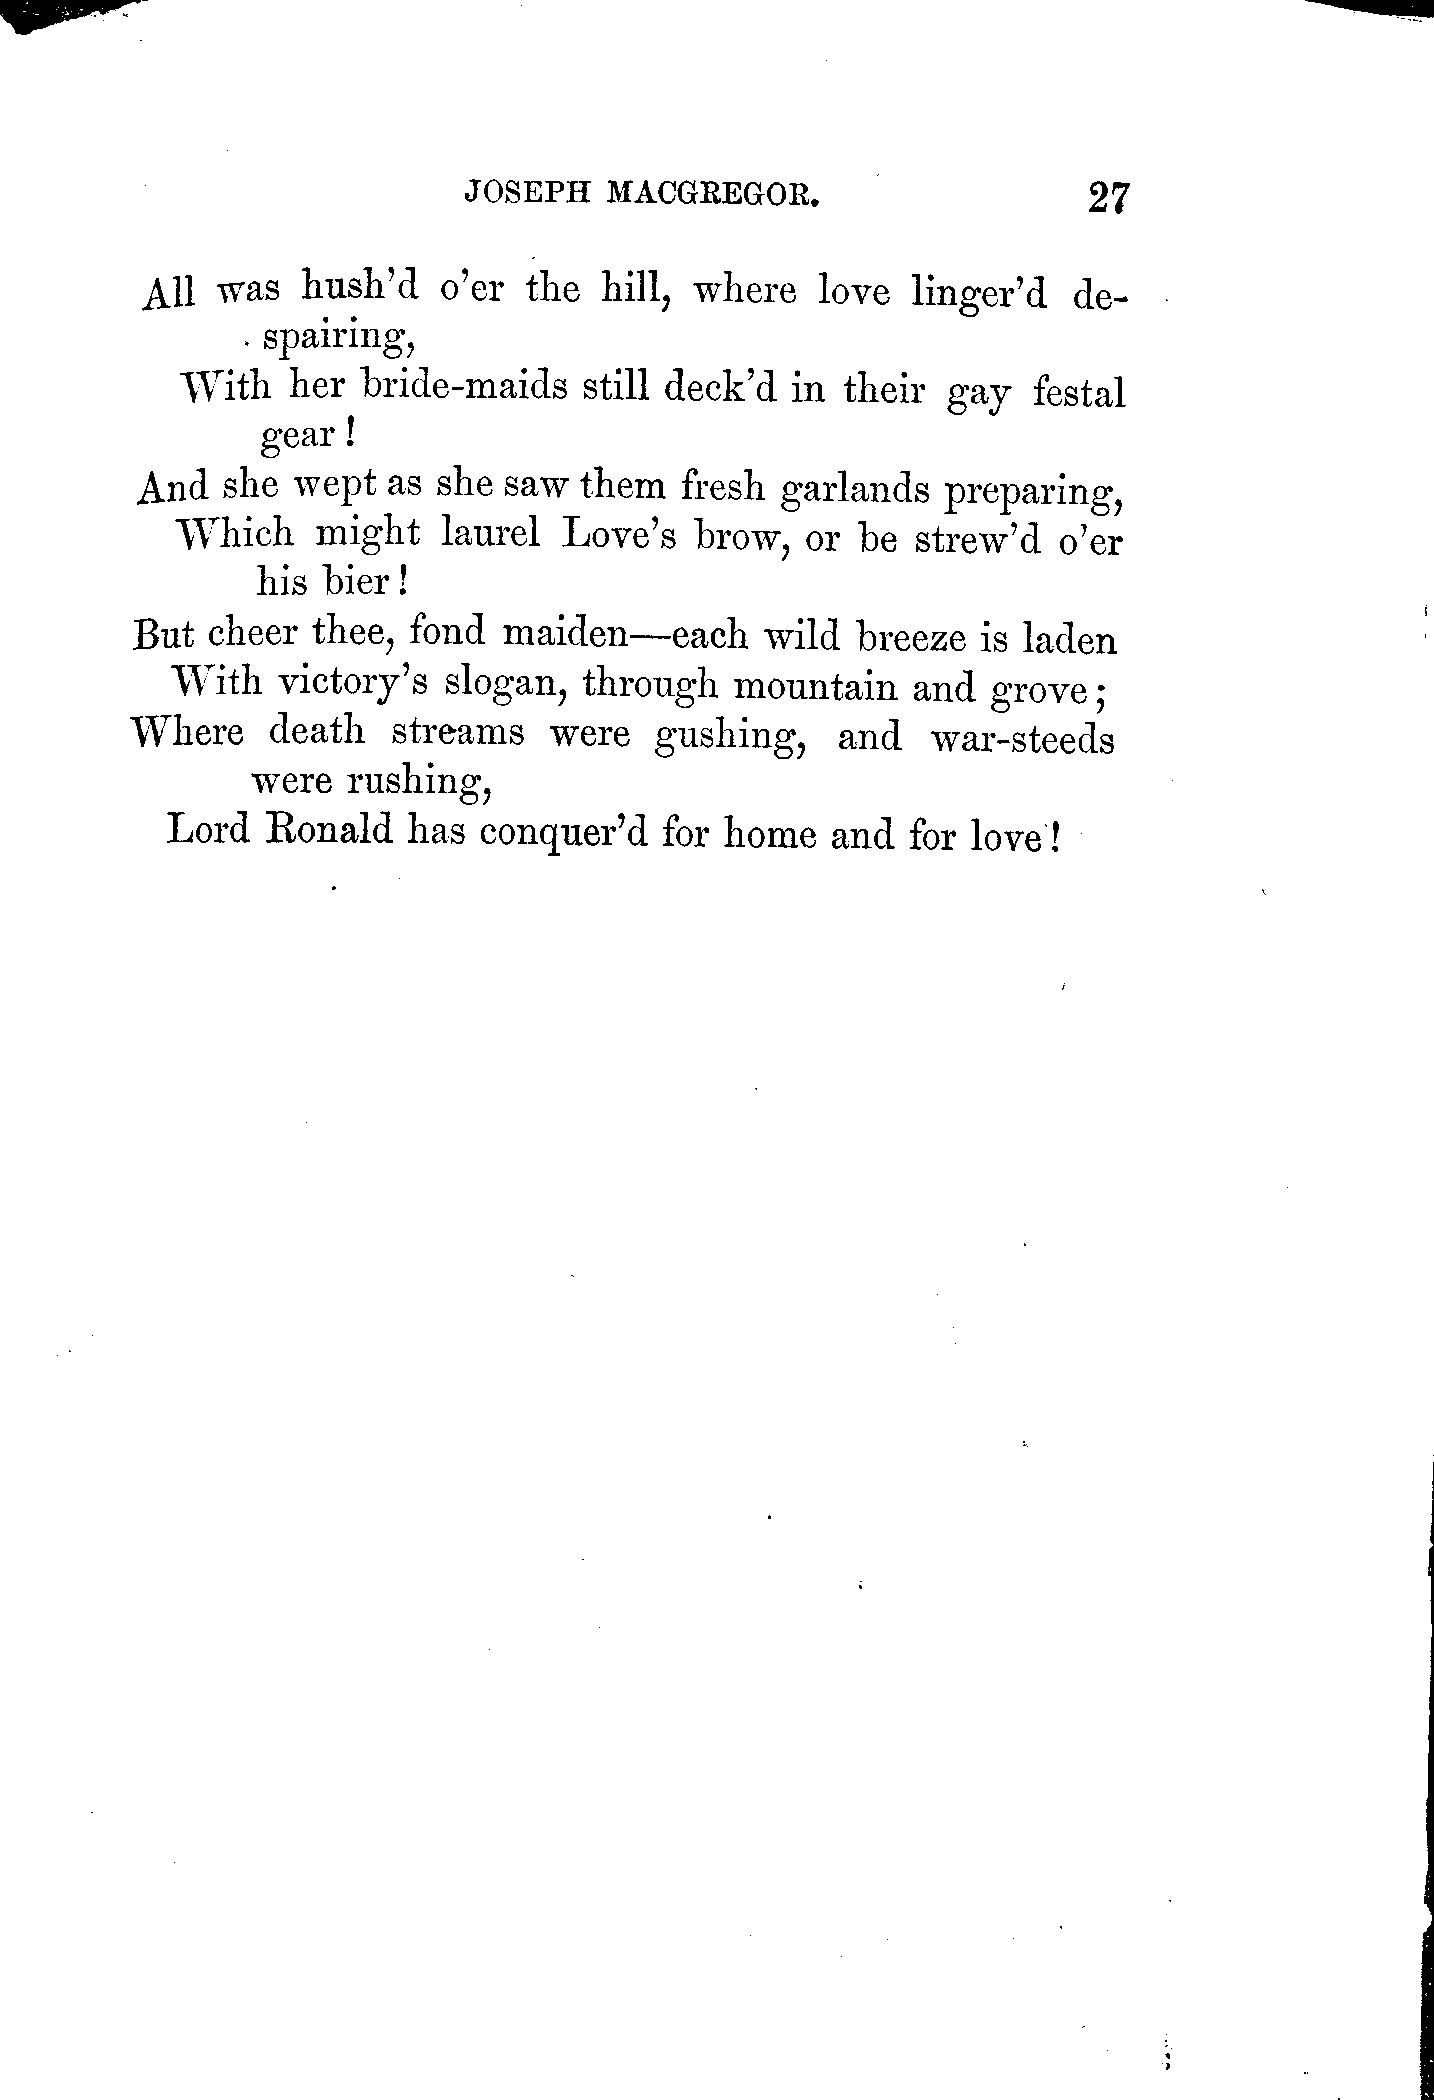 JOSEPH MACGREGOR. 27
All was hush'd o'er the hill, where love linger'd de-
spairing,
With her bride-maids still deck'd in their gay festal
gear!
And she wept as she saw them fresh garlands preparing,
Which might laurel Love's brow, or be strew'd o'er
his bier!
But cheer thee, fond maiden—each wild breeze is laden
With victory's slogan, through mountain and grove;
Where death streams were gushing, and war-steeds
were rushing,
Lord Ronald has conquer'd for home and for love!